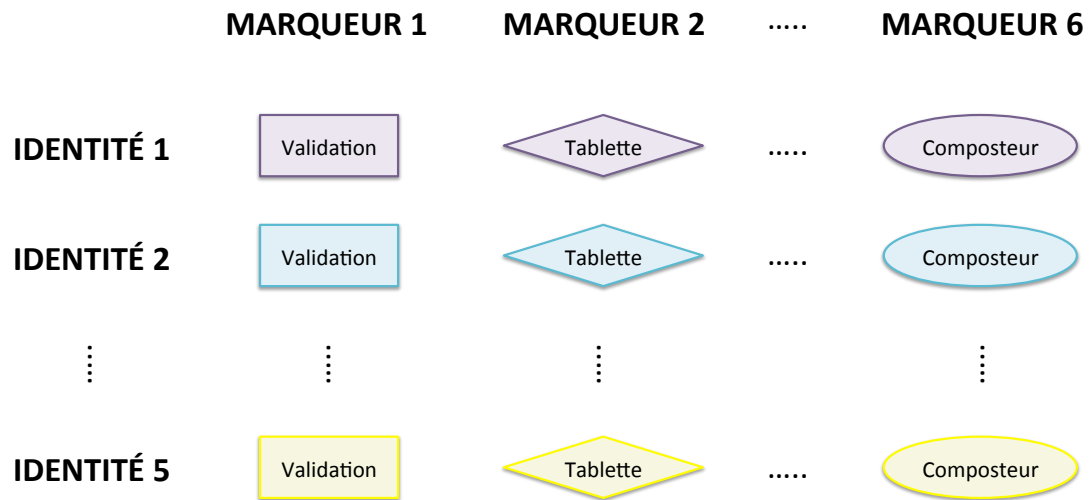 MARQUEUR 1 MARQUEUR 2 ..... MARQUEUR 6
IDENTITÉ 1 Validation Tablette ..... Composteur
IDENTITÉ 2 Validation Tablette ..... Composteur
..... ..... ..... .....
IDENTITÉ 5 Validation Tablette ..... Composteur